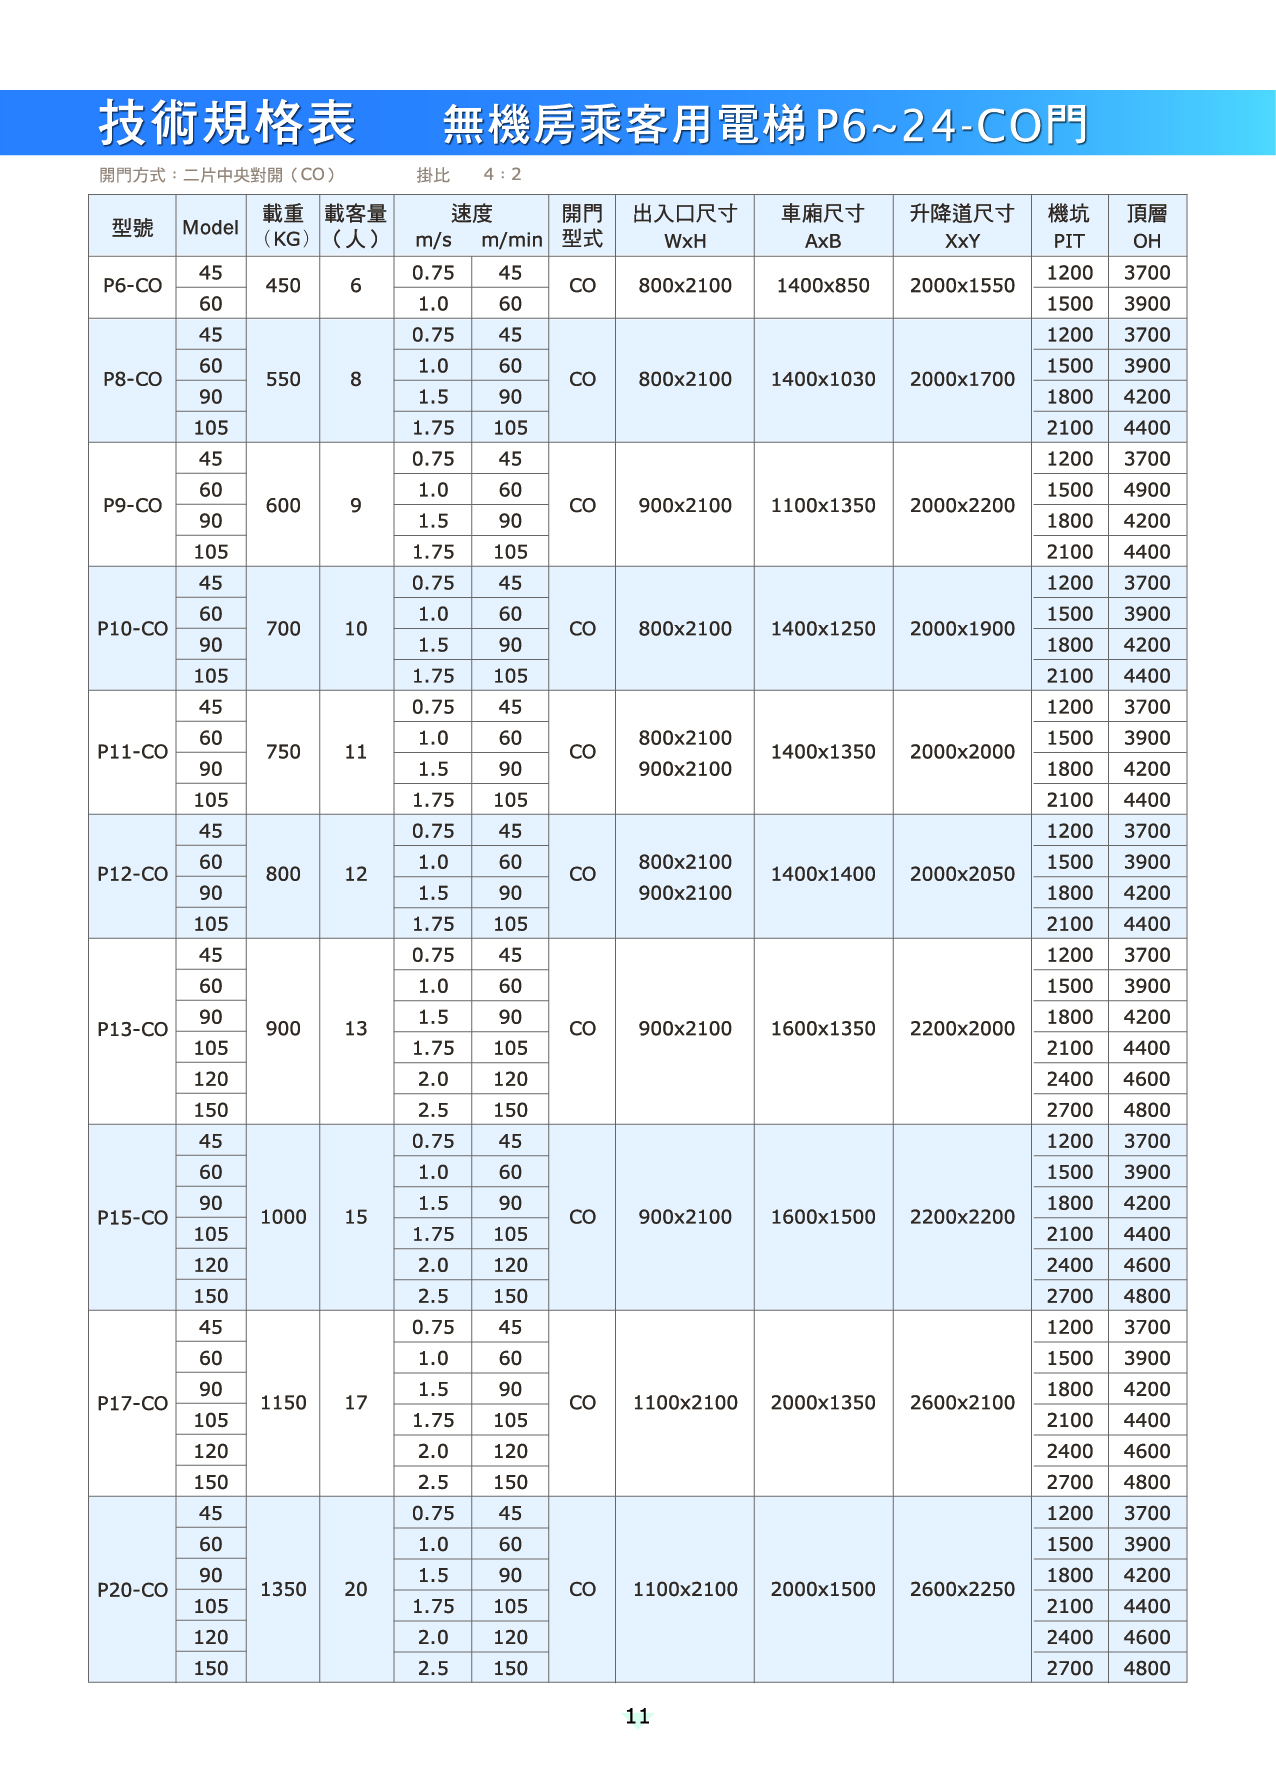 技術規格表 無機房乘客用電梯P6~24-CO門
開門方式：二片中央對開（CO） 掛比 4：2
型號 Model 載重（KG） 載客量（人） 速度 m/s m/min 開門型式 出入口尺寸 WxH 車廂尺寸 AxB 升降道尺寸 XxY 機坑 PIT 頂層 OH
P6-CO 45 450 6 0.75 45 CO 800x2100 1400x850 2000x1550 1200 3700
60 1.0 60 1500 3900
P8-CO 45 550 8 0.75 45 CO 800x2100 1400x1030 2000x1700 1200 3700
60 1.0 60 1500 3900
90 1.5 90 1800 4200
105 1.75 105 2100 4400
P9-CO 45 600 9 0.75 45 CO 900x2100 1100x1350 2000x2200 1200 3700
60 1.0 60 1500 4900
90 1.5 90 1800 4200
105 1.75 105 2100 4400
P10-CO 45 700 10 0.75 45 CO 800x2100 1400x1250 2000x1900 1200 3700
60 1.0 60 1500 3900
90 1.5 90 1800 4200
105 1.75 105 2100 4400
P11-CO 45 750 11 0.75 45 CO 800x2100 1400x1350 2000x2000 1200 3700
60 1.0 60 1500 3900
90 1.5 90 900x2100 1800 4200
105 1.75 105 2100 4400
P12-CO 45 800 12 0.75 45 CO 800x2100 1400x1400 2000x2050 1200 3700
60 1.0 60 1500 3900
90 1.5 90 900x2100 1800 4200
105 1.75 105 2100 4400
P13-CO 45 900 13 0.75 45 CO 900x2100 1600x1350 2200x2000 1200 3700
60 1.0 60 1500 3900
90 1.5 90 1800 4200
105 1.75 105 2100 4400
120 2.0 120 2400 4600
150 2.5 150 2700 4800
P15-CO 45 1000 15 0.75 45 CO 900x2100 1600x1500 2200x2200 1200 3700
60 1.0 60 1500 3900
90 1.5 90 1800 4200
105 1.75 105 2100 4400
120 2.0 120 2400 4600
150 2.5 150 2700 4800
P17-CO 45 1150 17 0.75 45 CO 1100x2100 2000x1350 2600x2100 1200 3700
60 1.0 60 1500 3900
90 1.5 90 1800 4200
105 1.75 105 2100 4400
120 2.0 120 2400 4600
150 2.5 150 2700 4800
P20-CO 45 1350 20 0.75 45 CO 1100x2100 2000x1500 2600x2250 1200 3700
60 1.0 60 1500 3900
90 1.5 90 1800 4200
105 1.75 105 2100 4400
120 2.0 120 2400 4600
150 2.5 150 2700 4800
11